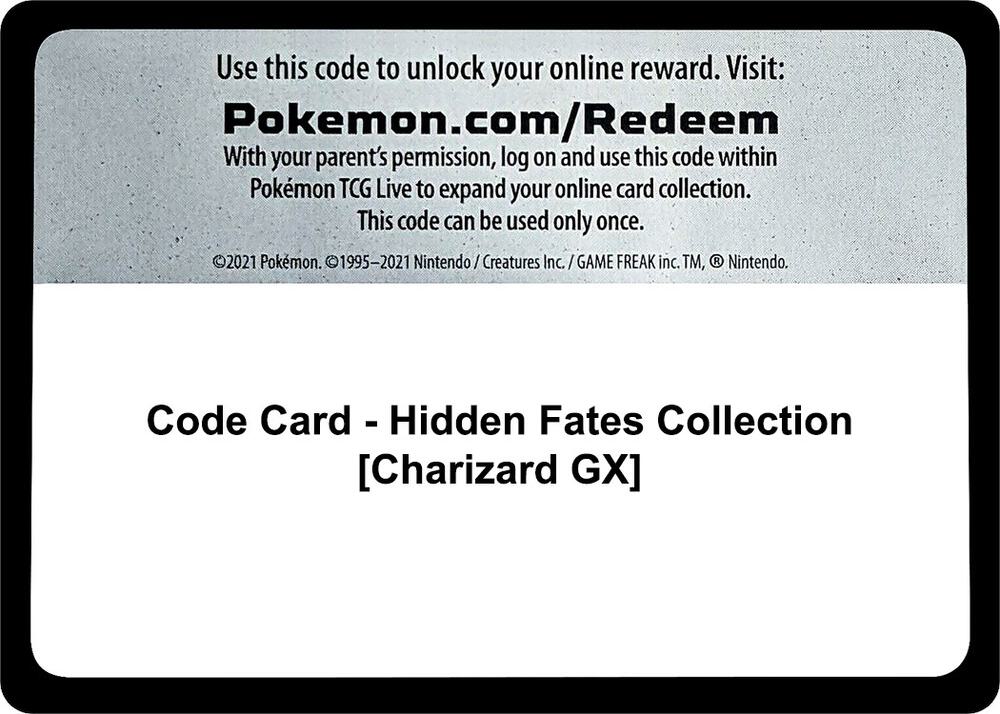 Use this code to unlock your online reward. Visit:
Pokemon.com/Redeem
With your parent's permission, log on and use this code within
Pokémon TCG Live to expand your online card collection.
This code can be used only once.
©2021 Pokémon. ©1995–2021 Nintendo / Creatures Inc. / GAME FREAK inc. TM, ® Nintendo.
Code Card - Hidden Fates Collection
[Charizard GX]